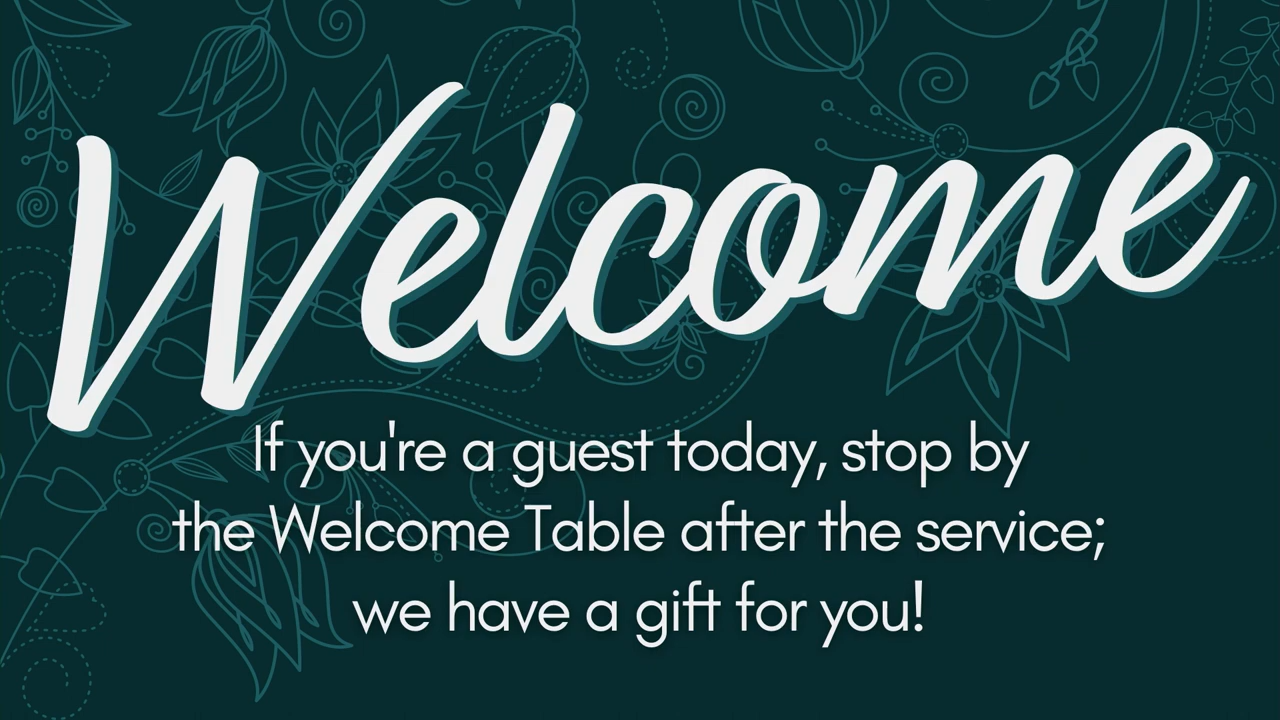 Welcome
If you're a guest today, stop by
the Welcome Table after the service;
we have a gift for you!